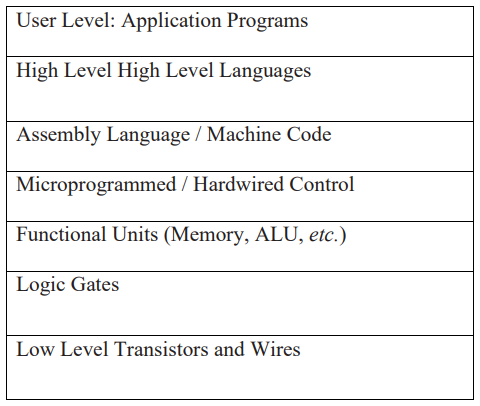 User Level: Application Programs
High Level High Level Languages
Assembly Language / Machine Code
Microprogrammed / Hardwired Control
Functional Units (Memory, ALU, etc.)
Logic Gates
Low Level Transistors and Wires